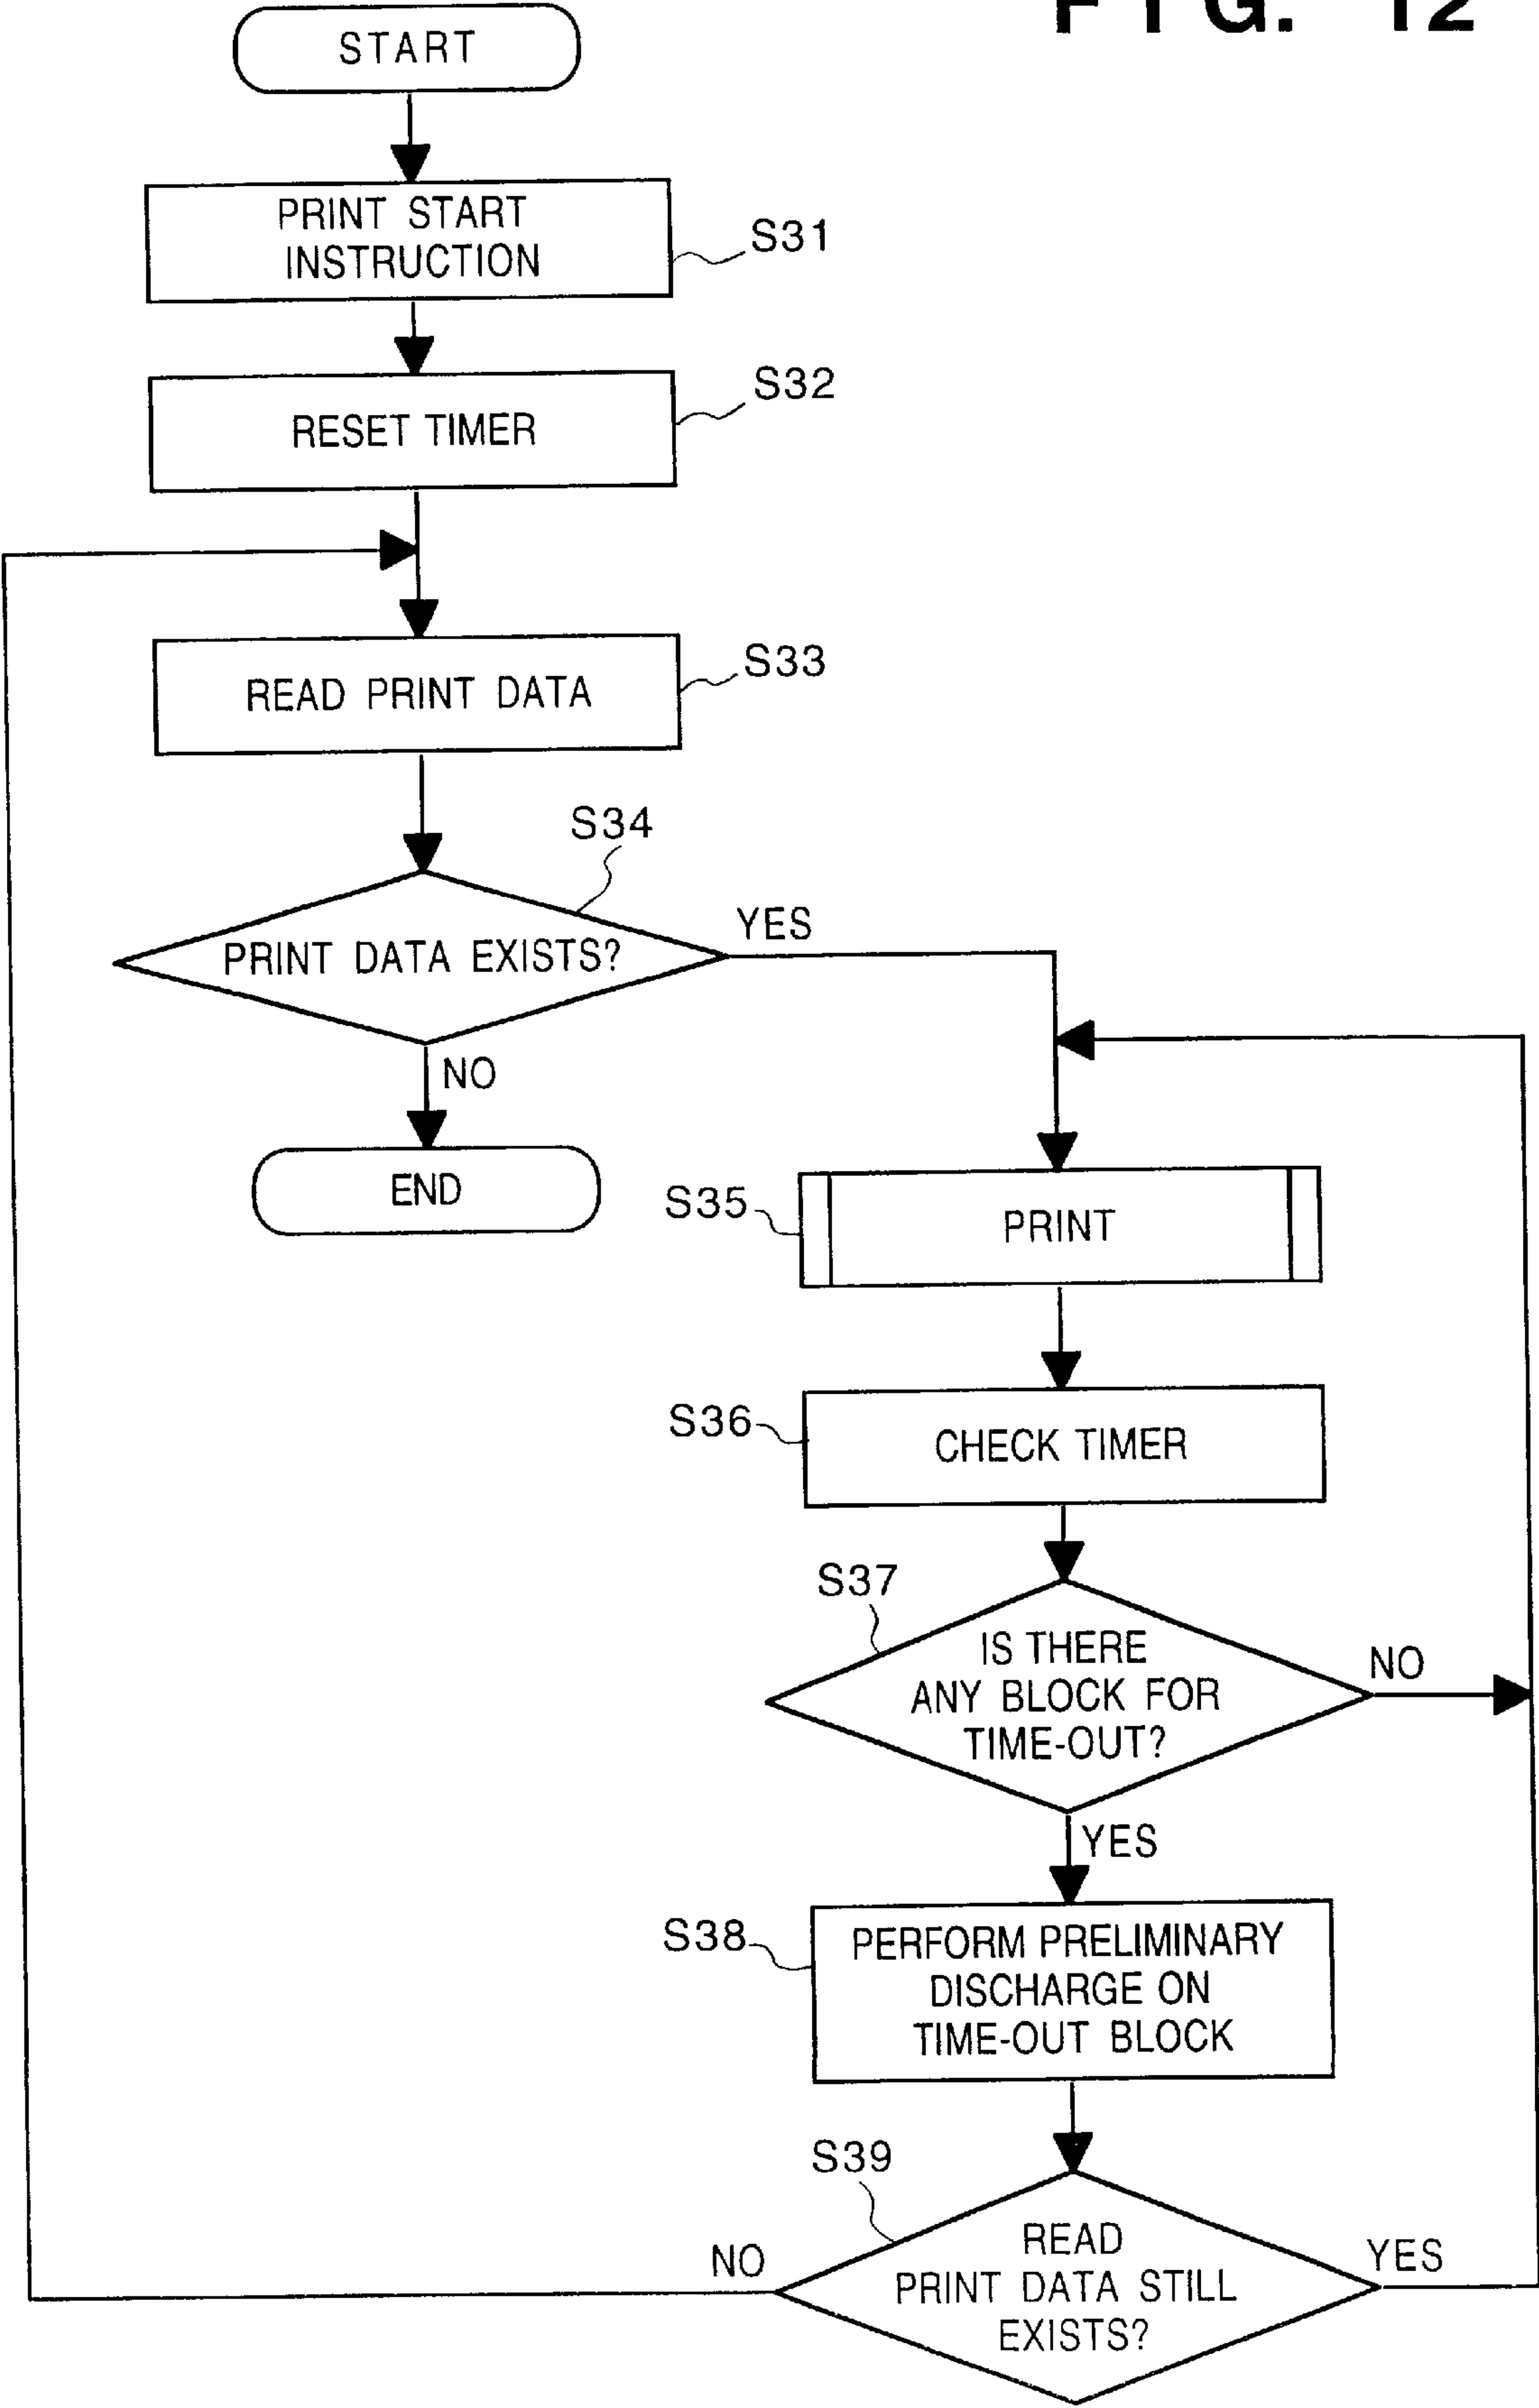 FIG. 12
START
PRINT START
INSTRUCTION
S31
S32
RESET TIMER
S33
READ PRINT DATA
S34
YES
PRINT DATA EXISTS?
NO
END
S35
PRINT
S36
CHECK TIMER
S37
IS THERE
ANY BLOCK FOR
TIME-OUT?
NO
YES
S38
PERFORM PRELIMINARY
DISCHARGE ON
TIME-OUT BLOCK
S39
READ
PRINT DATA STILL
EXISTS?
NO
YES